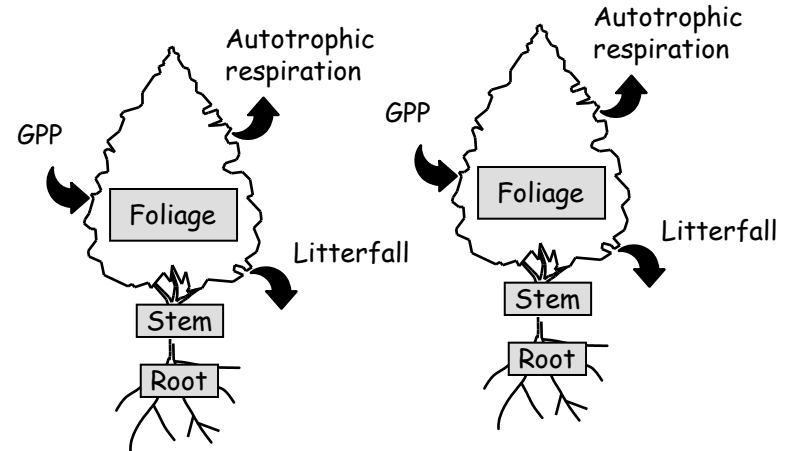 Autotrophic
respiration
GPP
Foliage
Litterfall
Stem
Root
Autotrophic
respiration
GPP
Foliage
Litterfall
Stem
Root